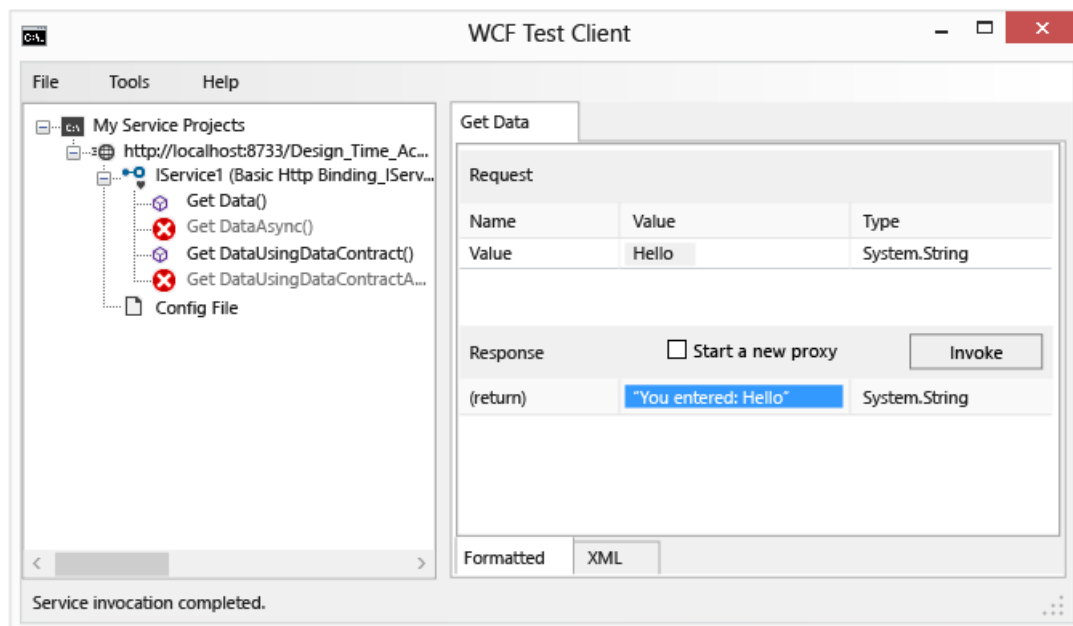 WCF Test Client
File Tools Help
My Service Projects
http://localhost:8733/Design_Time_Ac...
IService1 (Basic Http Binding_IServ...
Get Data()
Get DataAsync()
Get DataUsingDataContract()
Get DataUsingDataContractA...
Config File
Get Data
Request
Name Value Type
Value Hello System.String
Response Start a new proxy Invoke
(return) "You entered: Hello" System.String
Formatted XML
Service invocation completed.